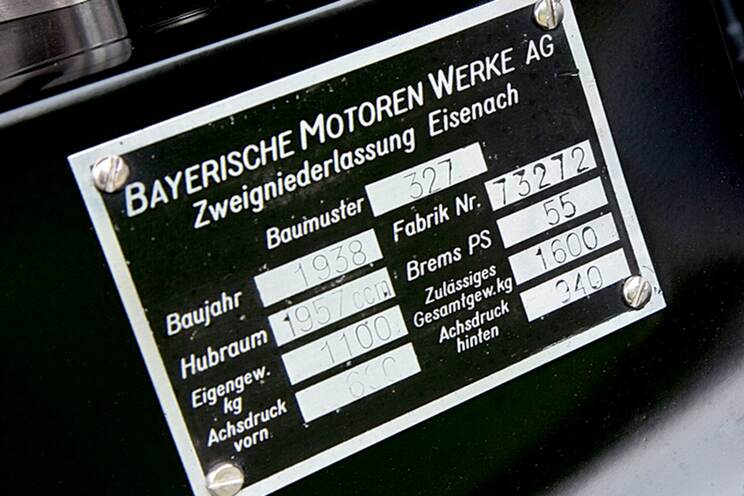 BAYERISCHE MOTOREN WERKE AG
Zweigniederlassung Eisenach
Baumuster 327
Baujahr 1938 Fabrik Nr. 73272
Hubraum 1957 ccm Brems PS 55
Eigengew. kg 1100 Zulässiges Gesamtgew.kg 1600
Achsdruck vorn Achsdruck hinten 940